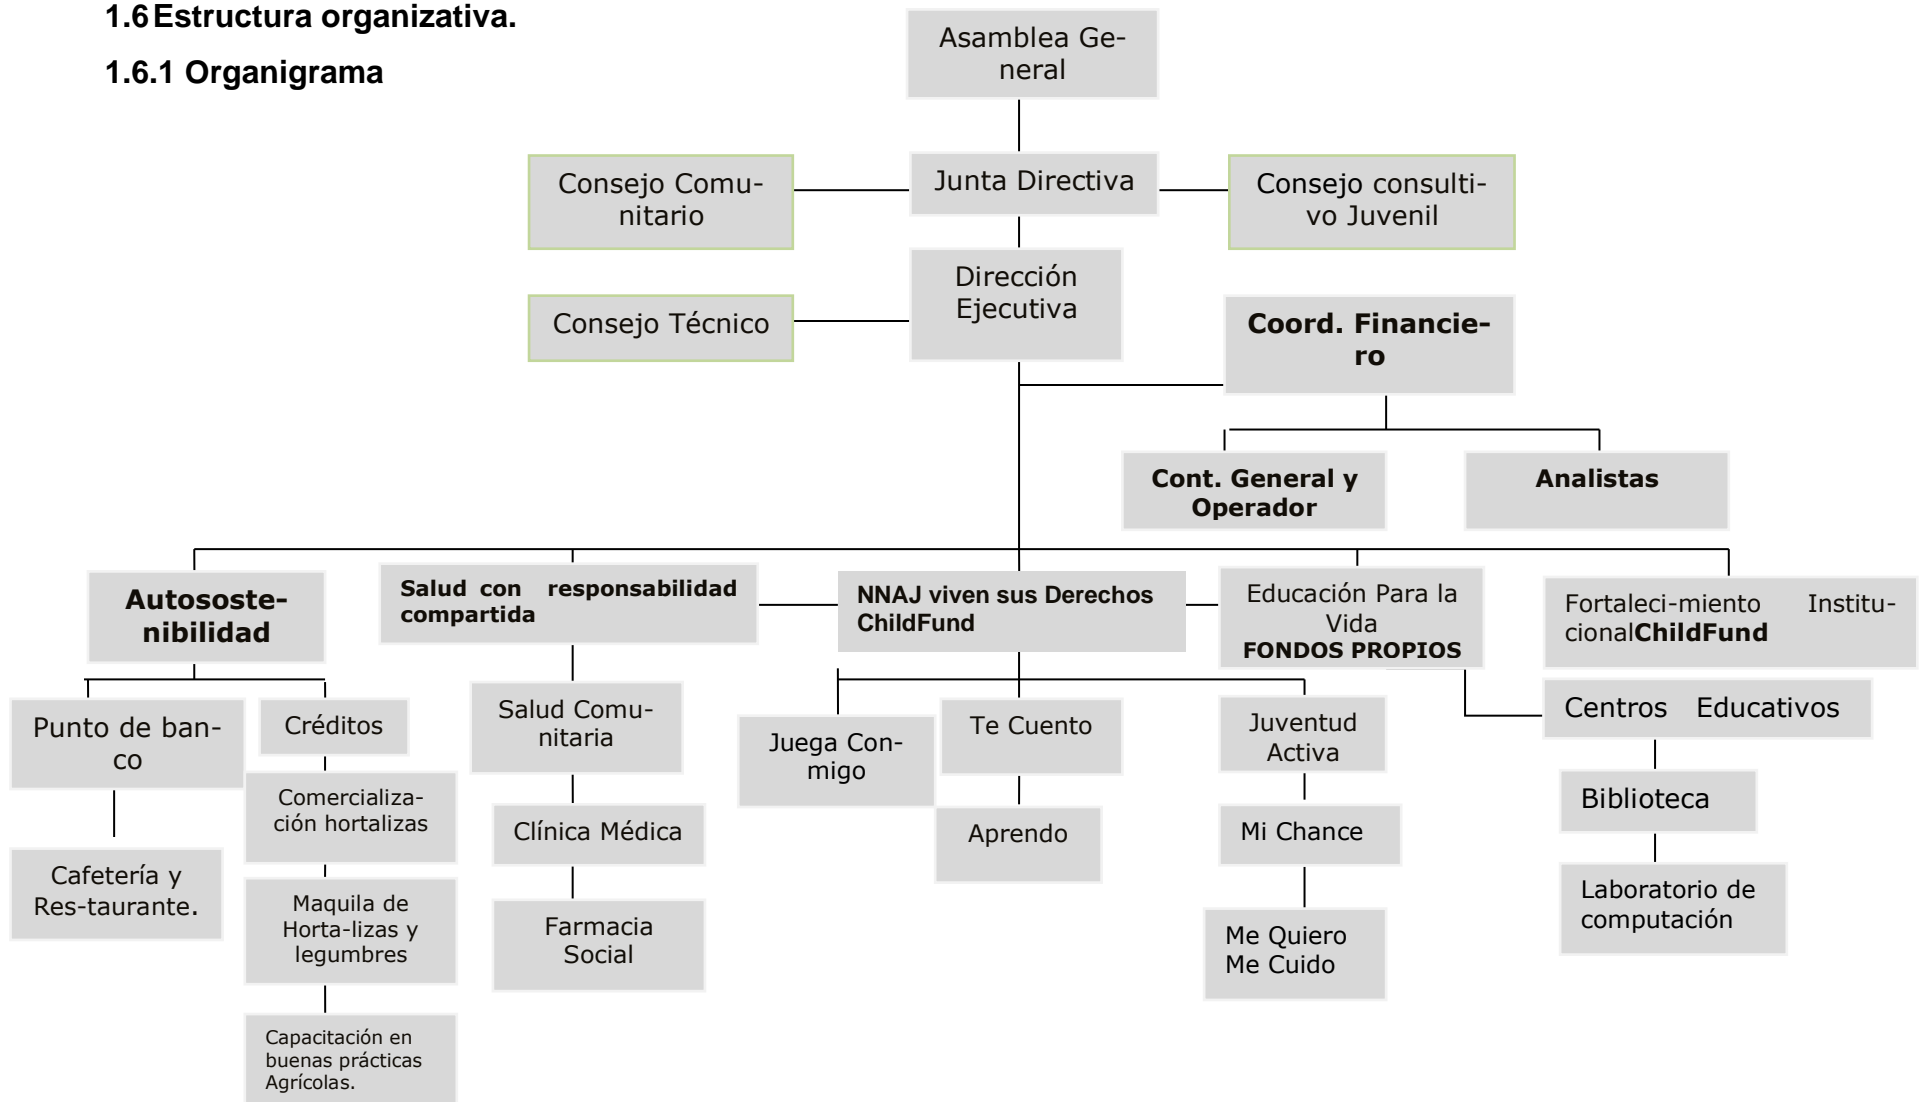 1.6 Estructura organizativa.
1.6.1 Organigrama
Asamblea Ge-
neral
Consejo Comu-
nitario
Junta Directiva
Consejo consulti-
vo Juvenil
Dirección
Ejecutiva
Consejo Técnico
Coord. Financie-
ro
Cont. General y
Operador
Analistas
Autososte-
nibilidad
Salud con responsabilidad
compartida
NNAJ viven sus Derechos
ChildFund
Educación Para la
Vida
FONDOS PROPIOS
Fortaleci-miento Institu-
cionalChildFund
Punto de ban-
co
Créditos
Salud Comu-
nitaria
Juega Con-
migo
Te Cuento
Juventud
Activa
Centros Educativos
Comercializa-
ción hortalizas
Clínica Médica
Aprendo
Mi Chance
Biblioteca
Cafetería y
Res-taurante.
Maquila de
Horta-lizas y
legumbres
Farmacia
Social
Me Quiero
Me Cuido
Laboratorio de
computación
Capacitación en
buenas prácticas
Agrícolas.